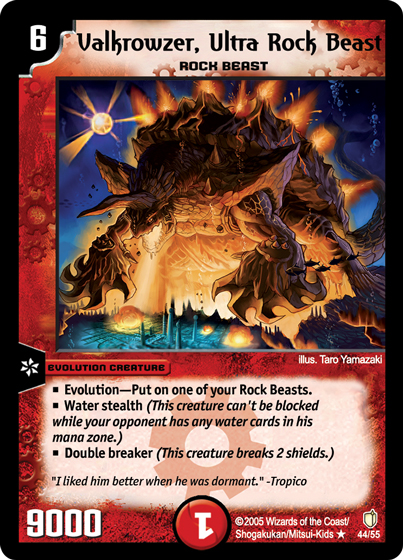 6
Valkrowzer, Ultra Rock Beast
ROCK BEAST
illus. Taro Yamazaki
EVOLUTION CREATURE
▪ Evolution—Put on one of your Rock Beasts.
▪ Water stealth (This creature can't be blocked
while your opponent has any water cards in his
mana zone.)
▪ Double breaker (This creature breaks 2 shields.)
"I liked him better when he was dormant." -Tropico
9000
1
©2005 Wizards of the Coast/
Shogakukan/Mitsui-Kids ★ 44/55